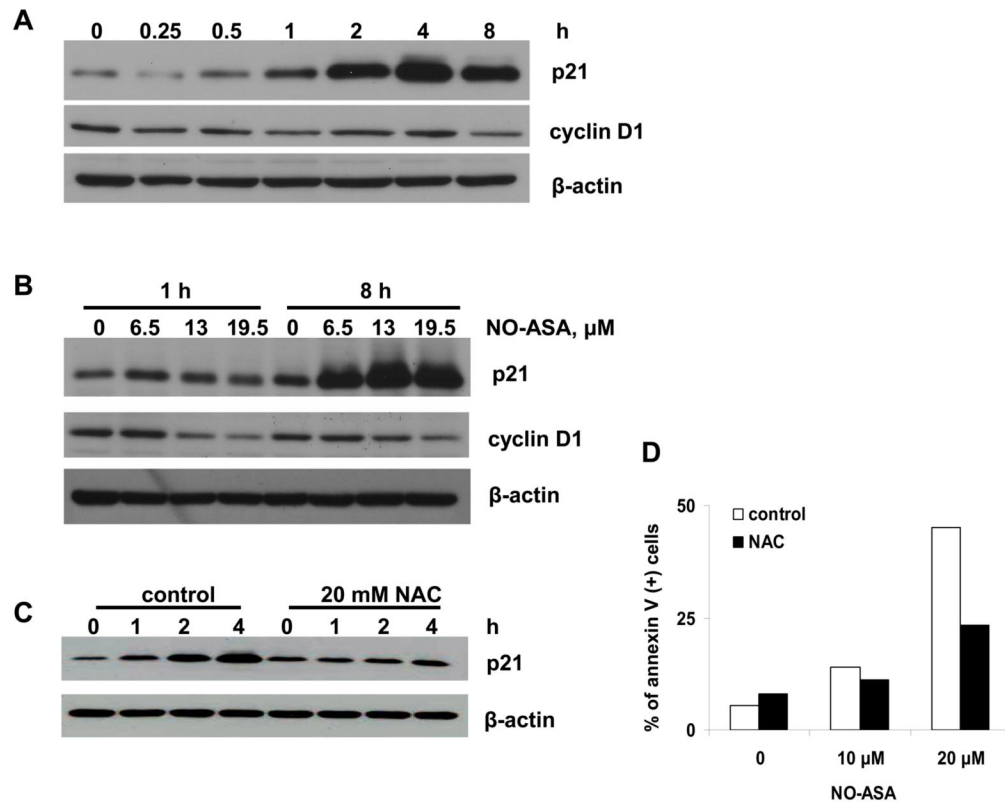 A
0 0.25 0.5 1 2 4 8 h
p21
cyclin D1
β-actin
B
1 h 8 h
0 6.5 13 19.5 0 6.5 13 19.5 NO-ASA, µM
p21
cyclin D1
β-actin
C
control 20 mM NAC
0 1 2 4 0 1 2 4 h
p21
β-actin
D
% of annexin V (+) cells
50
25
0
control
NAC
0 10 µM 20 µM
NO-ASA